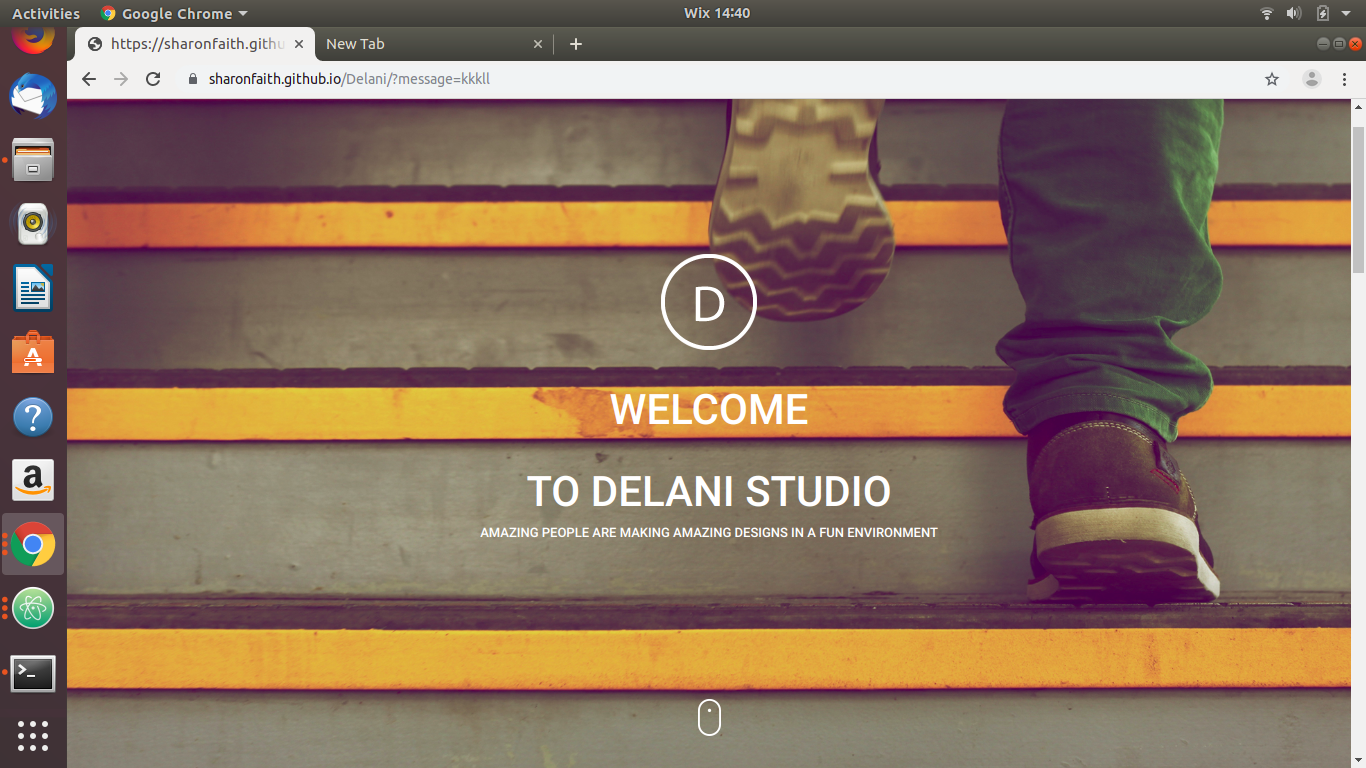 Activities
Google Chrome
Wix 14:40
https://sharonfaith.githu
New Tab
sharonfaith.github.io/Delani/?message=kkkll
D
WELCOME
TO DELANI STUDIO
AMAZING PEOPLE ARE MAKING AMAZING DESIGNS IN A FUN ENVIRONMENT